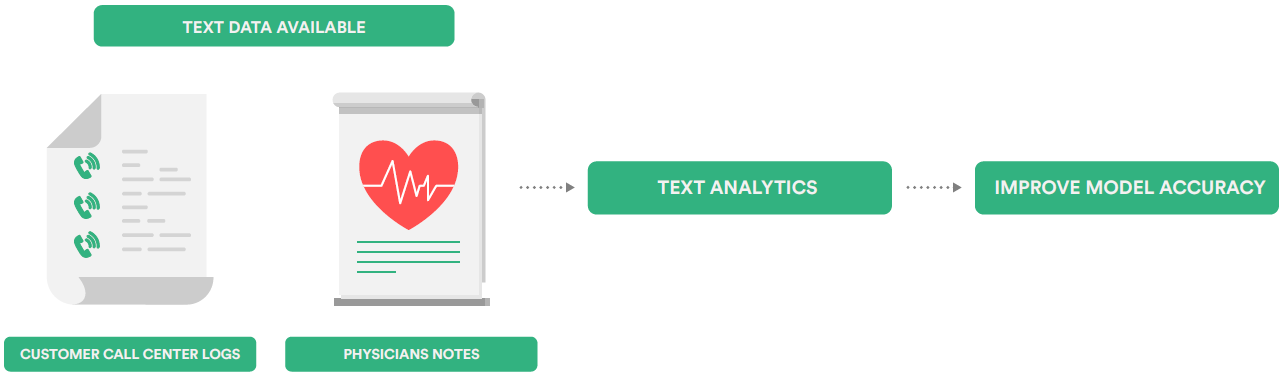 TEXT DATA AVAILABLE
TEXT ANALYTICS
IMPROVE MODEL ACCURACY
CUSTOMER CALL CENTER LOGS
PHYSICIANS NOTES